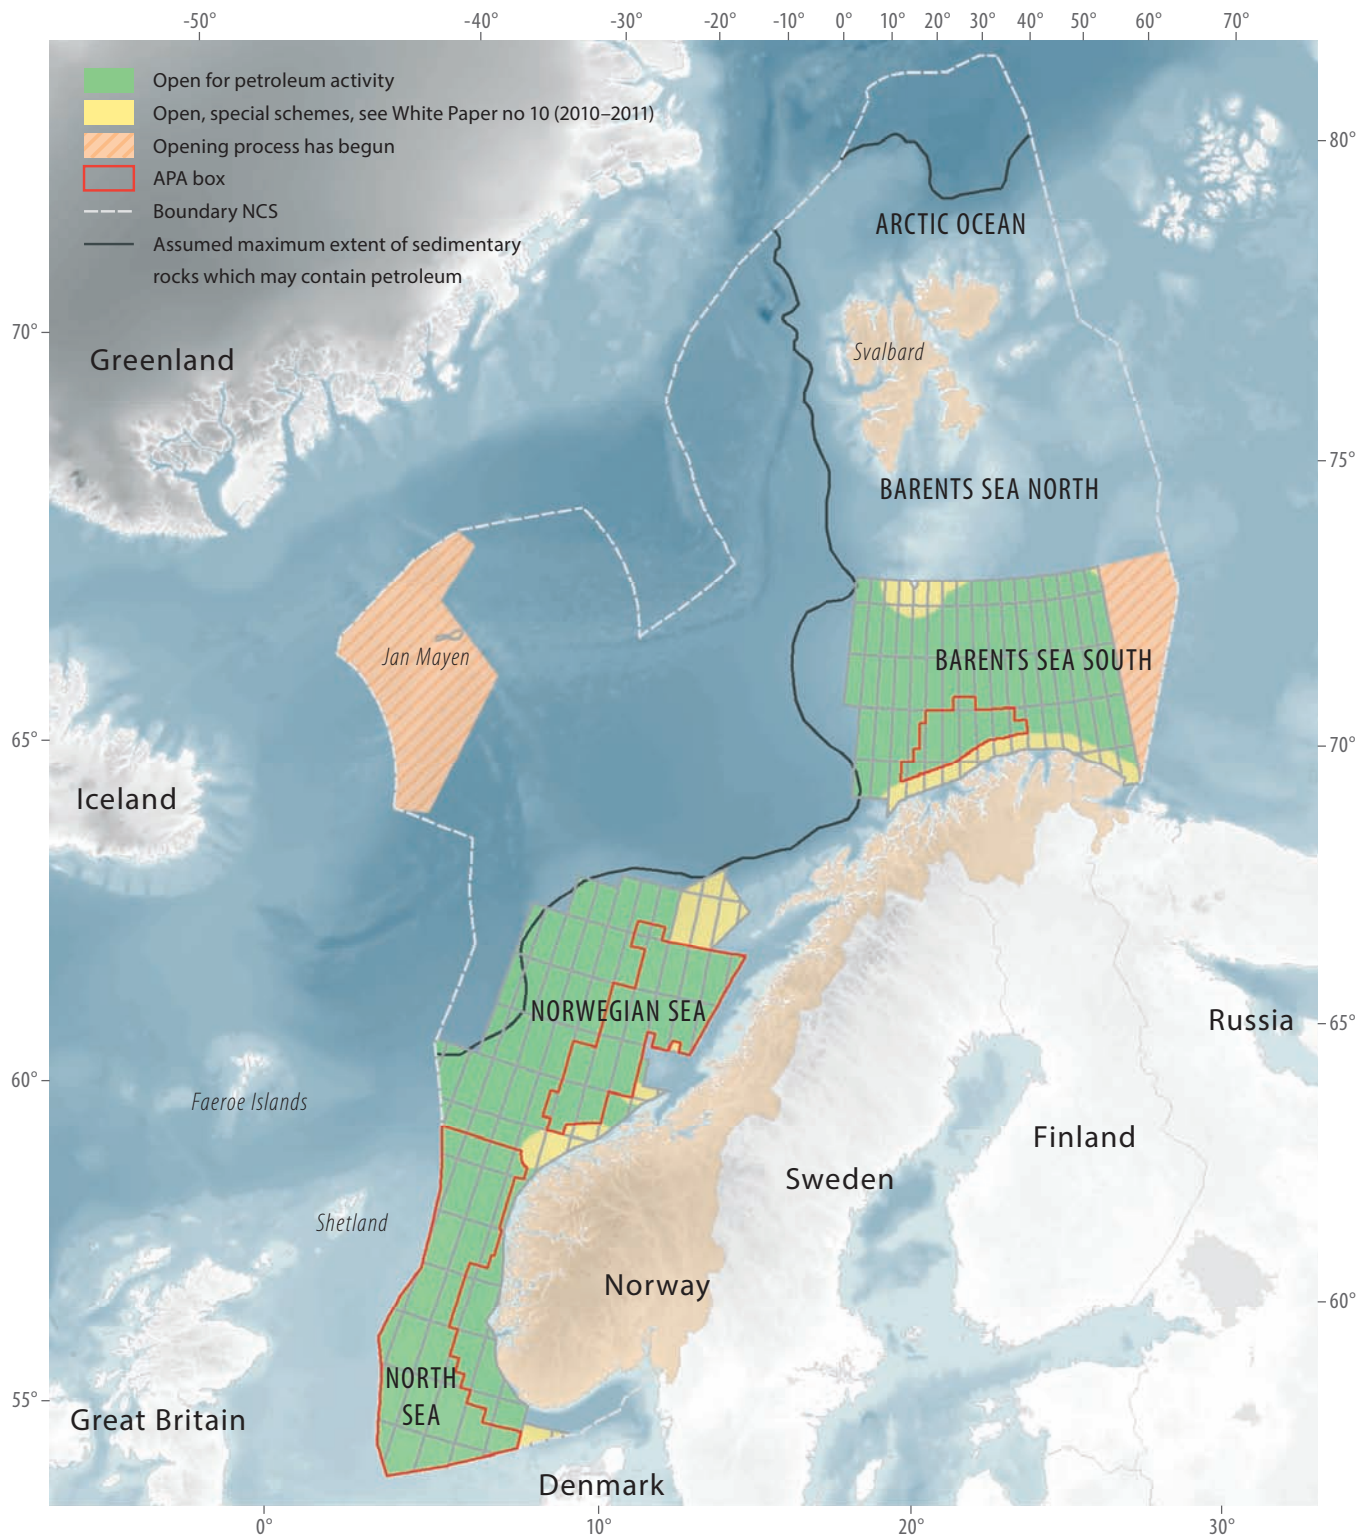 -50°
-40°
-30°
-20°
-10°
0°
10°
20°
30°
40°
50°
60°
70°
Open for petroleum activity
Open, special schemes, see White Paper no 10 (2010–2011)
Opening process has begun
APA box
Boundary NCS
Assumed maximum extent of sedimentary
rocks which may contain petroleum
80°
ARCTIC OCEAN
70°
Greenland
Svalbard
75°
BARENTS SEA NORTH
Jan Mayen
BARENTS SEA SOUTH
65°
70°
Iceland
NORWEGIAN SEA
Russia
65°
60°
Faeroe Islands
Finland
Sweden
Shetland
Norway
60°
NORTH
SEA
55°
Great Britain
Denmark
0°
10°
20°
30°